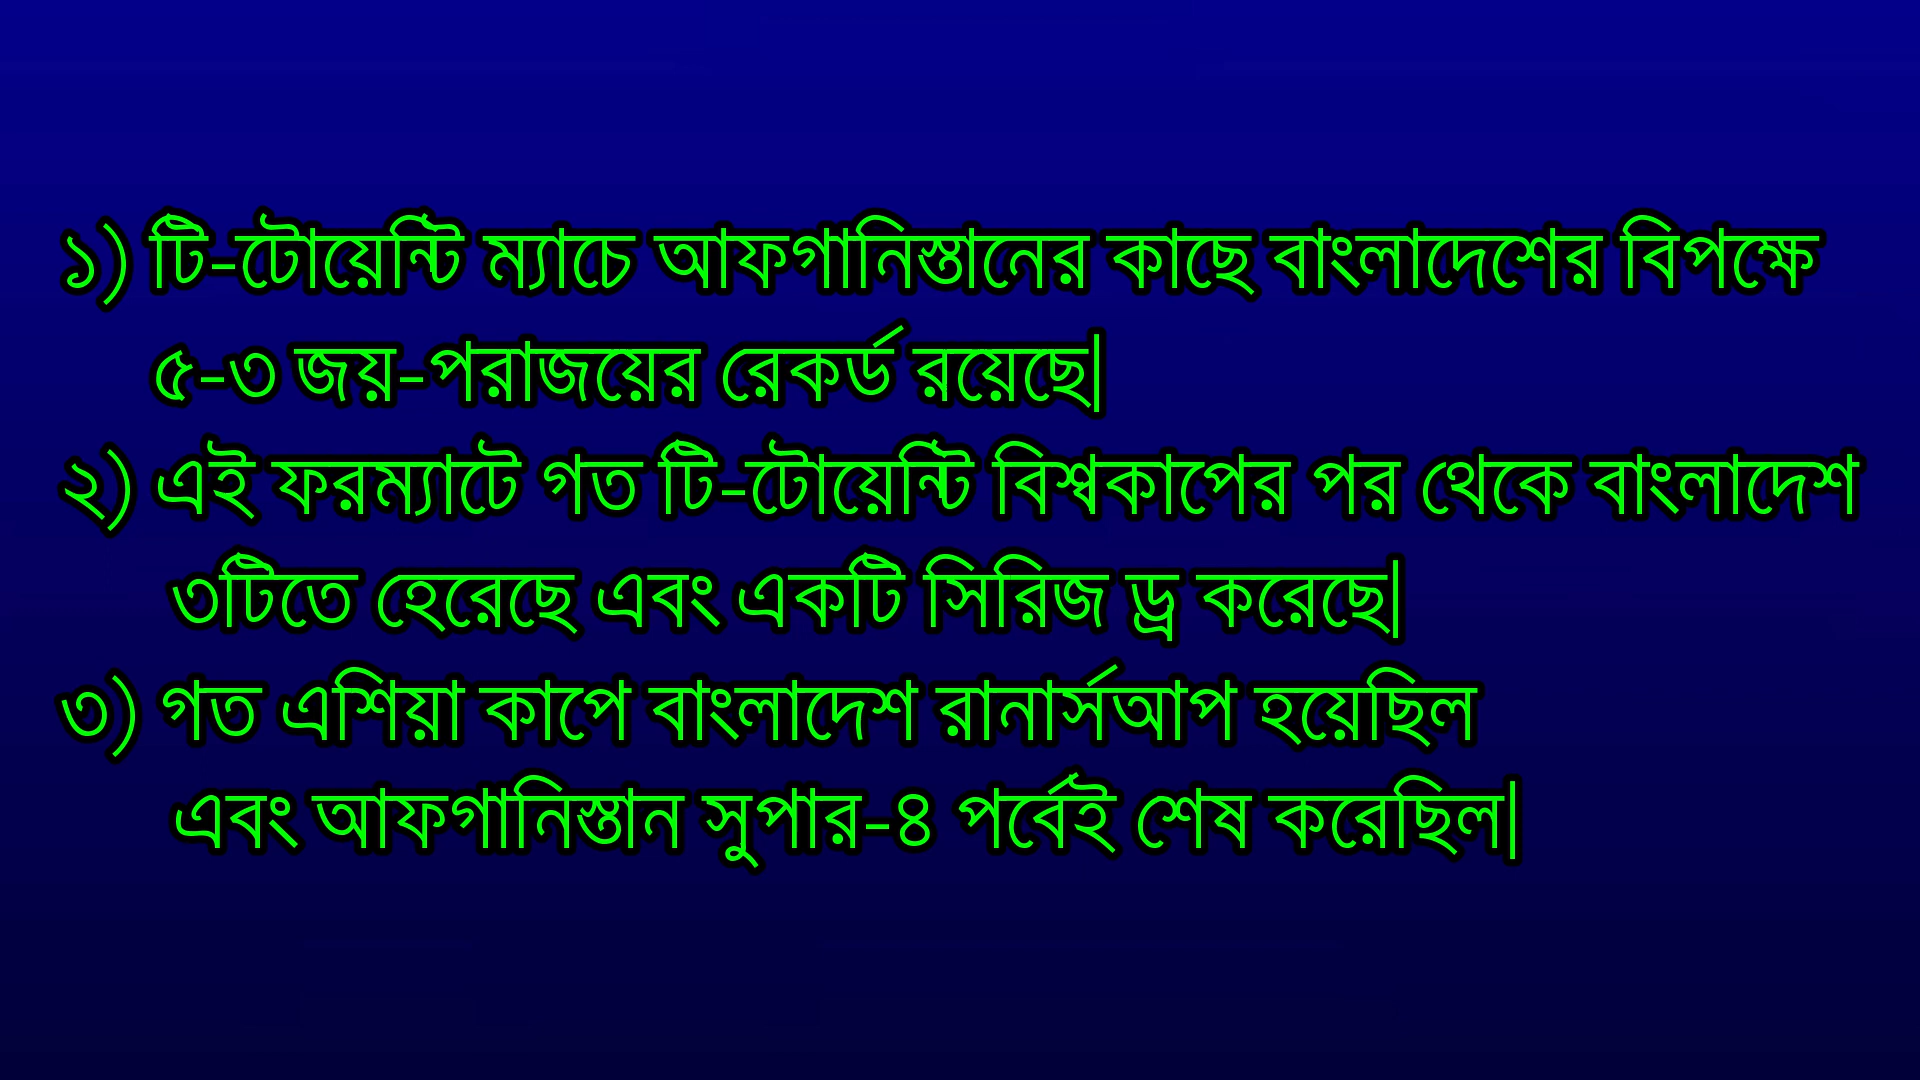 ১) টি-টোয়েন্টি ম্যাচে আফগানিস্তানের কাছে বাংলাদেশের বিপক্ষে
৫-৩ জয়-পরাজয়ের রেকর্ড রয়েছে|
২) এই ফরম্যাটে গত টি-টোয়েন্টি বিশ্বকাপের পর থেকে বাংলাদেশ
৩টিতে হেরেছে এবং একটি সিরিজ ড্র করেছে|
৩) গত এশিয়া কাপে বাংলাদেশ রানার্সআপ হয়েছিল
এবং আফগানিস্তান সুপার-৪ পর্বেই শেষ করেছিল|